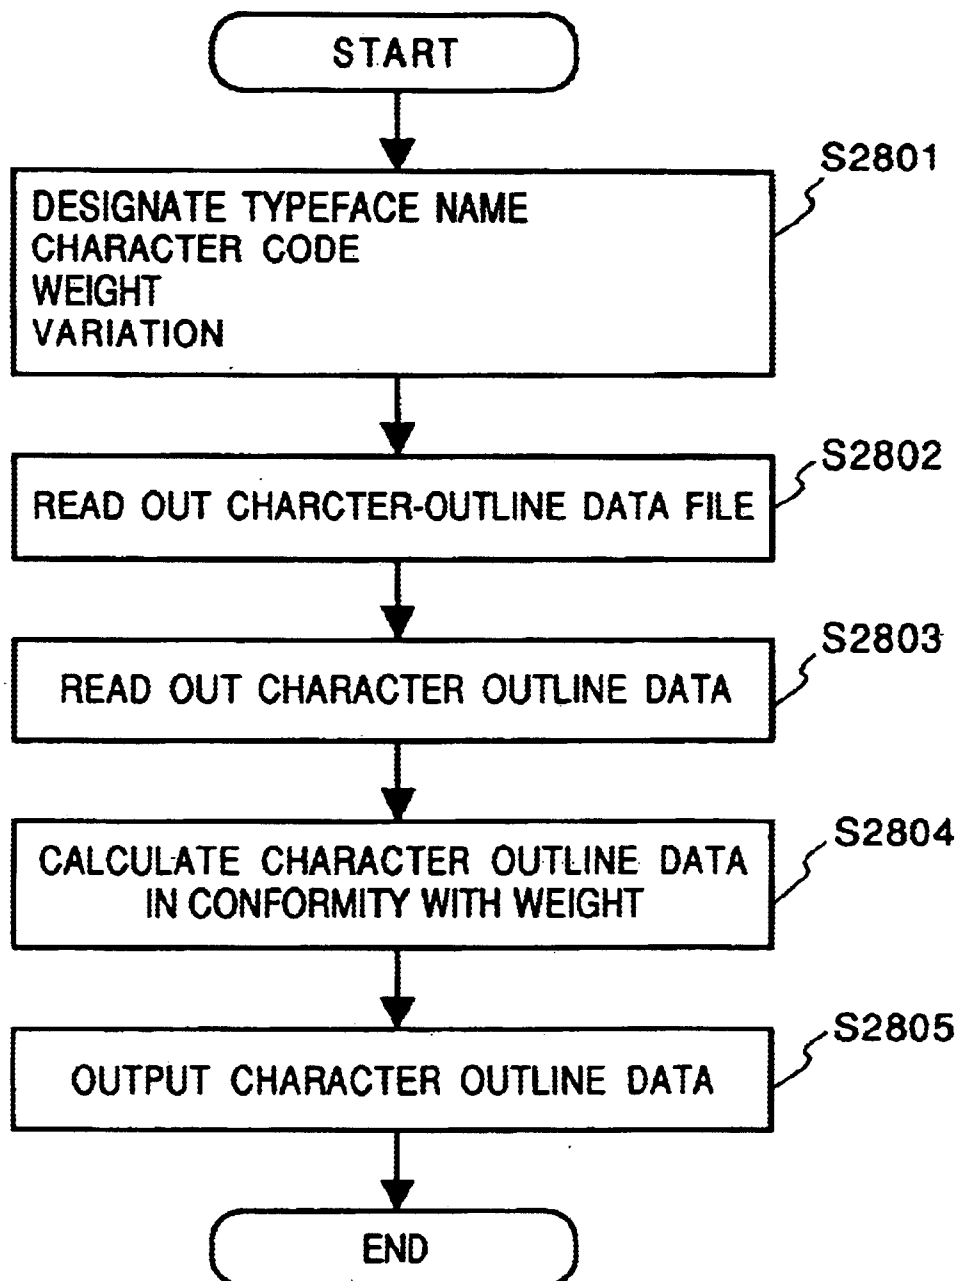 START
S2801
DESIGNATE TYPEFACE NAME
CHARACTER CODE
WEIGHT
VARIATION
S2802
READ OUT CHARCTER-OUTLINE DATA FILE
S2803
READ OUT CHARACTER OUTLINE DATA
S2804
CALCULATE CHARACTER OUTLINE DATA
IN CONFORMITY WITH WEIGHT
S2805
OUTPUT CHARACTER OUTLINE DATA
END